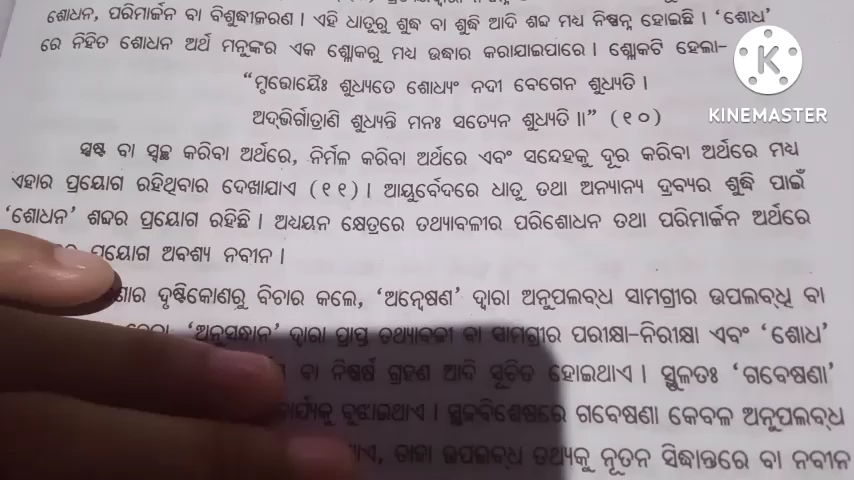 ଶୋଧନ, ପରିମାର୍ଜନ ବା ବିଶୁଦ୍ଧୀକରଣ । ଏହି ଧାତୁରୁ ଶୁଦ୍ଧ ବା ଶୁଦ୍ଧି ଆଦି ଶବ୍ଦ ମଧ୍ୟ ନିଷ୍ପନ୍ନ ହୋଇଛି । ‘ଶୋଧ’
ରେ ନିହିତ ଶୋଧନ ଅର୍ଥ ମନୁଙ୍କର ଏକ ଶ୍ଳୋକରୁ ମଧ୍ୟ ଉଦ୍ଧାର କରାଯାଇପାରେ । ଶ୍ଳୋକଟି ହେଲା-
“ମୃତ୍ତୋୟୈଃ ଶୁଧ୍ୟତେ ଶୋଧ୍ୟଂ ନଦୀ ବେଗେନ ଶୁଧ୍ୟତି ।
ଅଦ୍‌ଭିର୍ଗାତ୍ରାଣି ଶୁଧ୍ୟନ୍ତି ମନଃ ସତ୍ୟେନ ଶୁଧ୍ୟତି ॥” (୧୦)
KINEMASTER
ସ୍ପଷ୍ଟ ବା ସ୍ୱଚ୍ଛ କରିବା ଅର୍ଥରେ, ନିର୍ମଳ କରିବା ଅର୍ଥରେ ଏବଂ ସନ୍ଦେହକୁ ଦୂର କରିବା ଅର୍ଥରେ ମଧ୍ୟ
ଏହାର ପ୍ରୟୋଗ ରହିଥିବାର ଦେଖାଯାଏ (୧୧) । ଆୟୁର୍ବେଦରେ ଧାତୁ ତଥା ଅନ୍ୟାନ୍ୟ ଦ୍ରବ୍ୟର ଶୁଦ୍ଧି ପାଇଁ
‘ଶୋଧନ’ ଶବ୍ଦର ପ୍ରୟୋଗ ରହିଛି । ଅଧ୍ୟୟନ କ୍ଷେତ୍ରରେ ତଥ୍ୟାବଳୀର ପରିଶୋଧନ ତଥା ପରିମାର୍ଜନ ଅର୍ଥରେ
ପ୍ରୟୋଗ ଅବଶ୍ୟ ନବୀନ ।
ଦୃଷ୍ଟିକୋଣରୁ ବିଚାର କଲେ, ‘ଅନ୍ୱେଷଣ’ ଦ୍ୱାରା ଅନୁପଲବ୍‌ଧ ସାମଗ୍ରୀର ଉପଲବ୍‌ଧି ବା
‘ଅନୁସନ୍ଧାନ’ ଦ୍ୱାରା ପ୍ରାପ୍ତ ତଥ୍ୟାବଳୀ ବା ସାମଗ୍ରୀର ପରୀକ୍ଷା-ନିରୀକ୍ଷା ଏବଂ ‘ଶୋଧ’
ବା ନିଷ୍କର୍ଷ ଗ୍ରହଣ ଆଦି ସୂଚିତ ହୋଇଥାଏ । ସ୍ଥୂଳତଃ ‘ଗବେଷଣା’
ବୁଝାଇଥାଏ । ସ୍ଥଳବିଶେଷରେ ଗବେଷଣା କେବଳ ଅନୁପଲବ୍‌ଧ
ତାହା ଉପଲବ୍‌ଧ ତଥ୍ୟକୁ ନୂତନ ସିଦ୍ଧାନ୍ତରେ ବା ନବୀନ